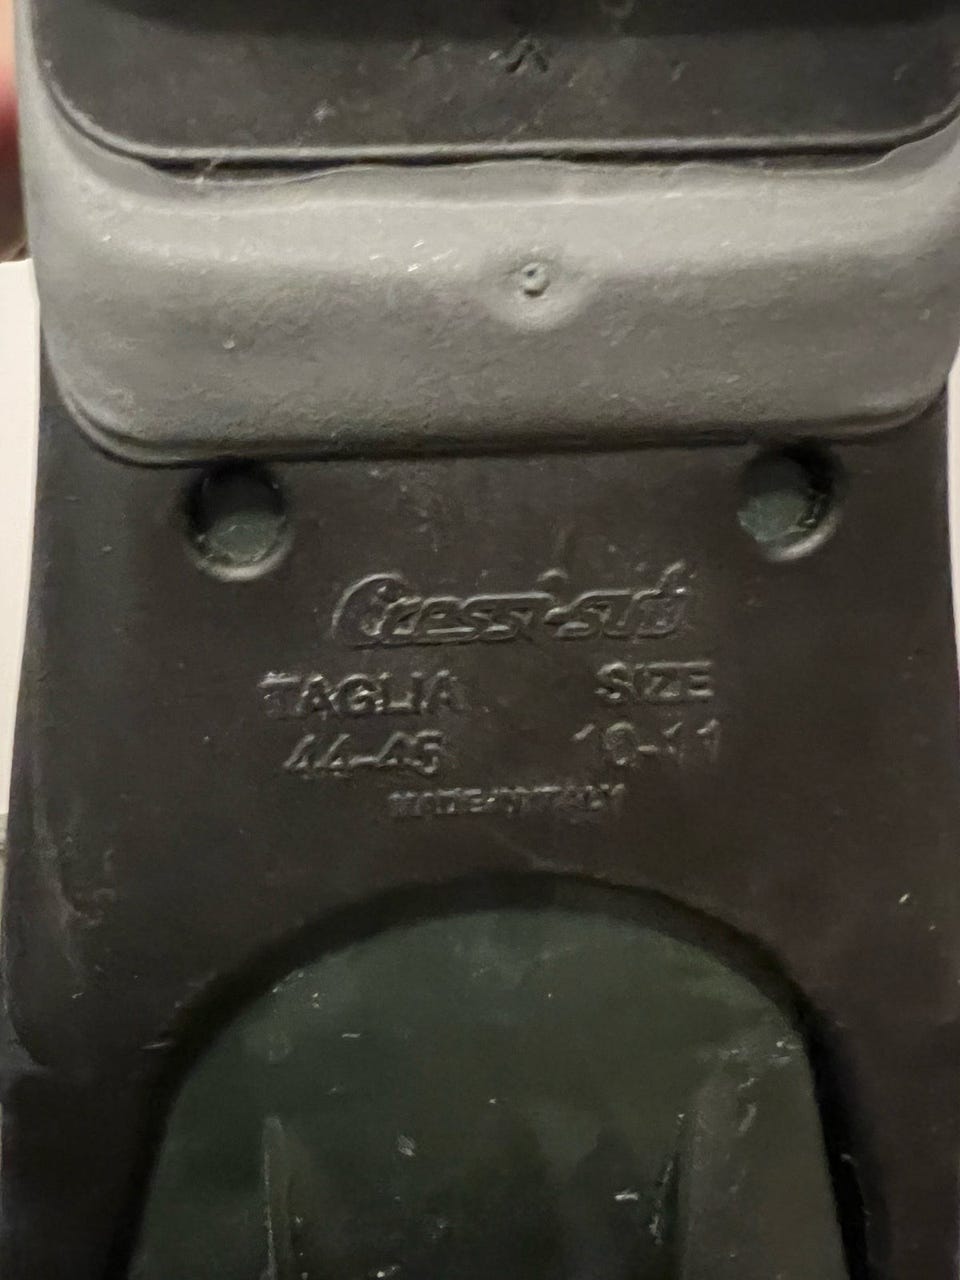 Cressi-sub
TAGLIA SIZE
44-45 10-11
MADE IN ITALY